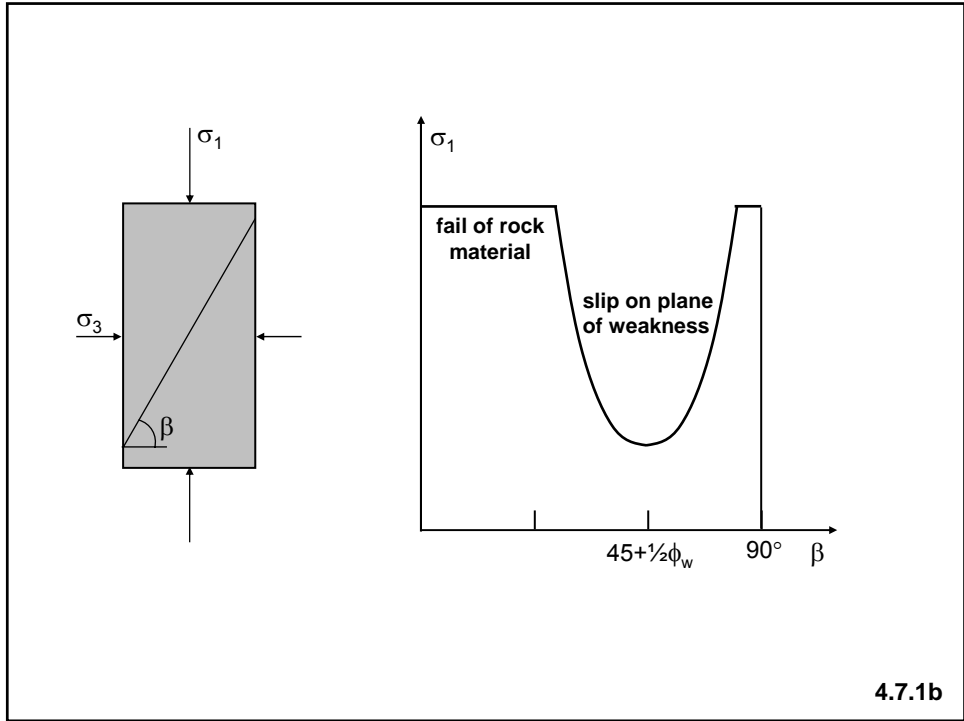 σ1
σ3
β
σ1
fail of rock
material
slip on plane
of weakness
45+½ϕw
90°
β
4.7.1b